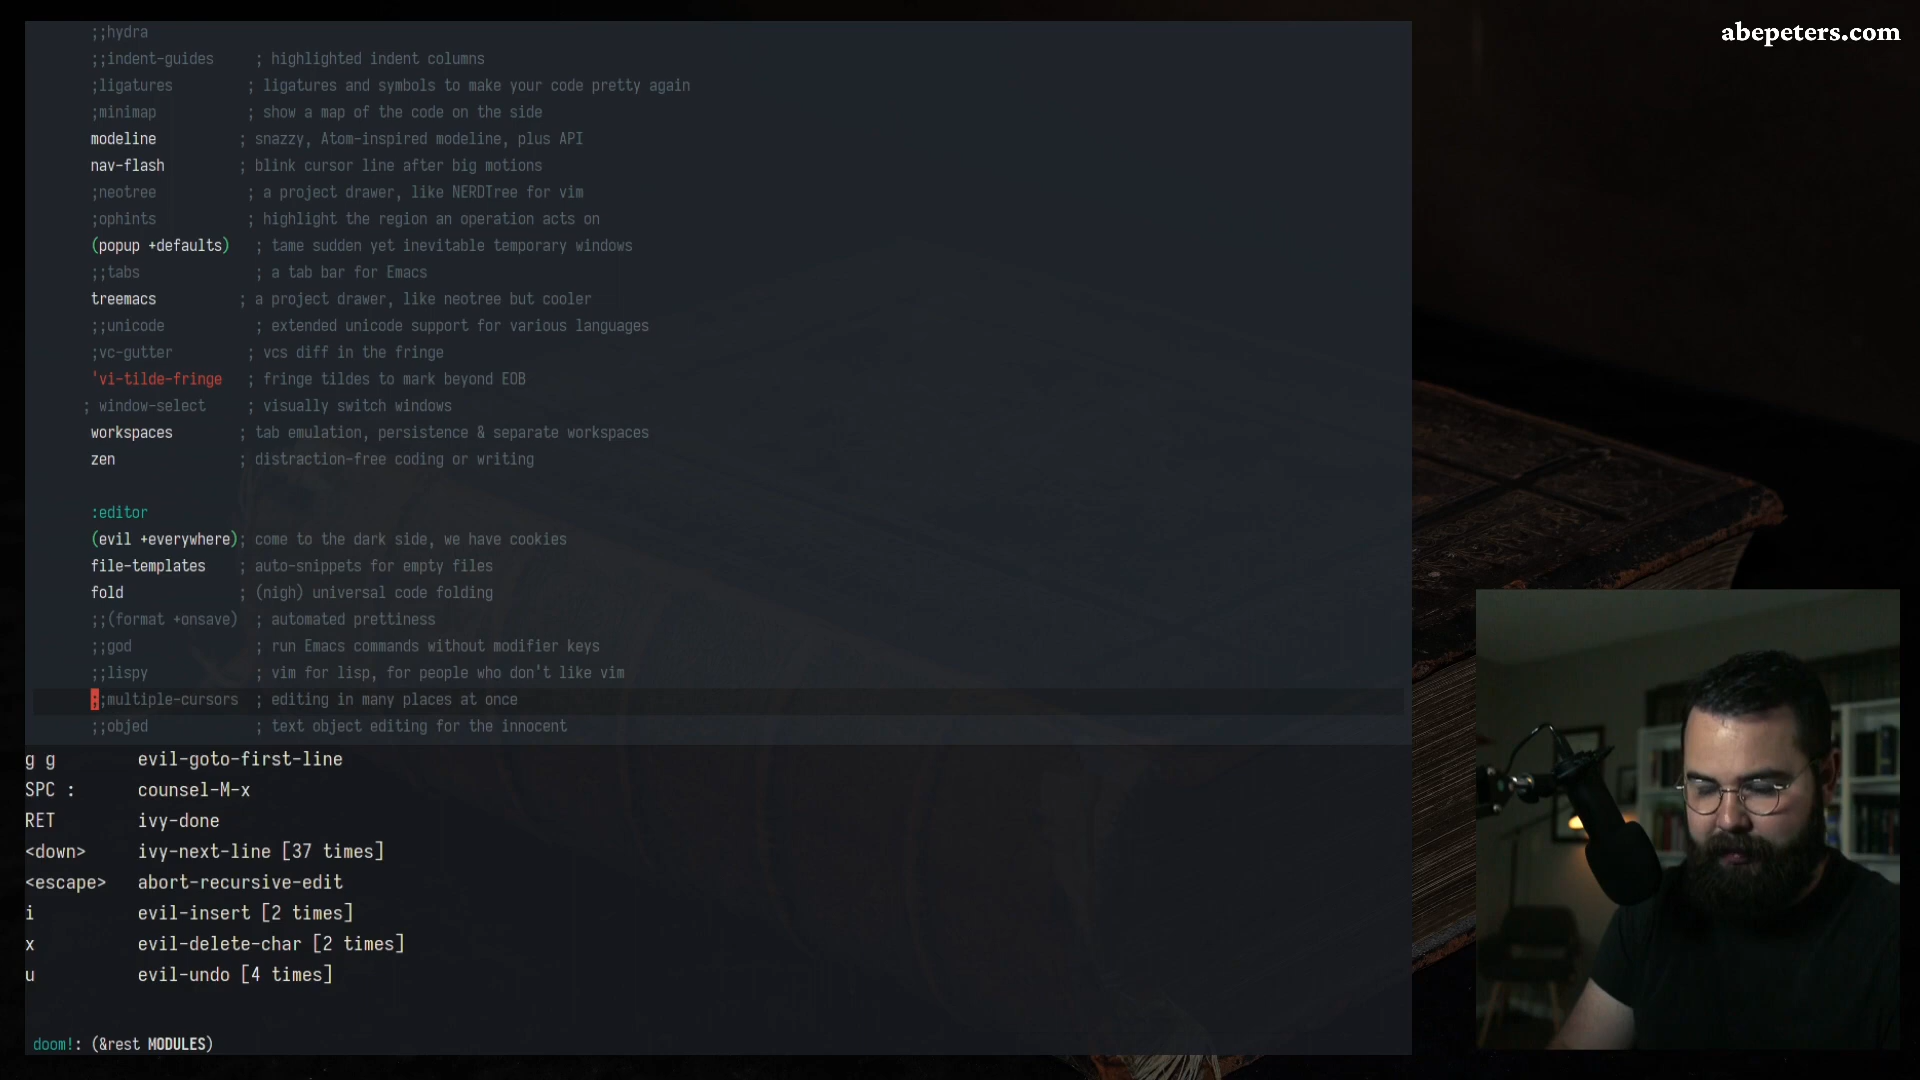 abepeters.com
;;hydra
;;indent-guides ; highlighted indent columns
;ligatures ; ligatures and symbols to make your code pretty again
;minimap ; show a map of the code on the side
modeline ; snazzy, Atom-inspired modeline, plus API
nav-flash ; blink cursor line after big motions
;neotree ; a project drawer, like NERDTree for vim
;ophints ; highlight the region an operation acts on
(popup +defaults) ; tame sudden yet inevitable temporary windows
;;tabs ; a tab bar for Emacs
treemacs ; a project drawer, like neotree but cooler
;;unicode ; extended unicode support for various languages
;vc-gutter ; vcs diff in the fringe
'vi-tilde-fringe ; fringe tildes to mark beyond EOB
; window-select ; visually switch windows
workspaces ; tab emulation, persistence & separate workspaces
zen ; distraction-free coding or writing
:editor
(evil +everywhere); come to the dark side, we have cookies
file-templates ; auto-snippets for empty files
fold ; (nigh) universal code folding
;;(format +onsave) ; automated prettiness
;;god ; run Emacs commands without modifier keys
;;lispy ; vim for lisp, for people who don't like vim
;;multiple-cursors ; editing in many places at once
;;objed ; text object editing for the innocent
g g evil-goto-first-line
SPC : counsel-M-x
RET ivy-done
<down> ivy-next-line [37 times]
<escape> abort-recursive-edit
i evil-insert [2 times]
x evil-delete-char [2 times]
u evil-undo [4 times]
doom!: (&rest MODULES)